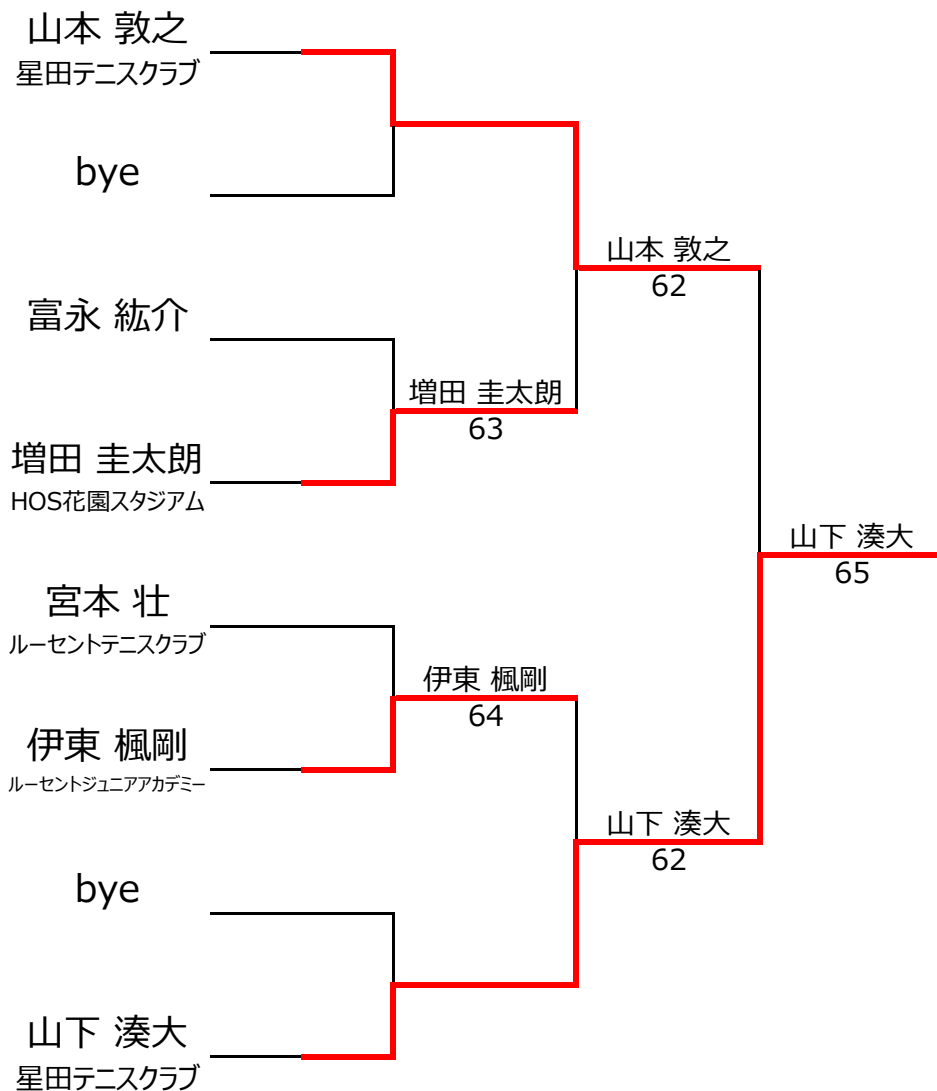 山本 敦之
星田テニスクラブ
bye
富永 紘介
増田 圭太朗
HOS花園スタジアム
宮本 壮
ルーセントテニスクラブ
伊東 楓剛
ルーセントジュニアアカデミー
bye
山下 湊大
星田テニスクラブ
増田 圭太朗
63
伊東 楓剛
64
山本 敦之
62
山下 湊大
62
山下 湊大
65